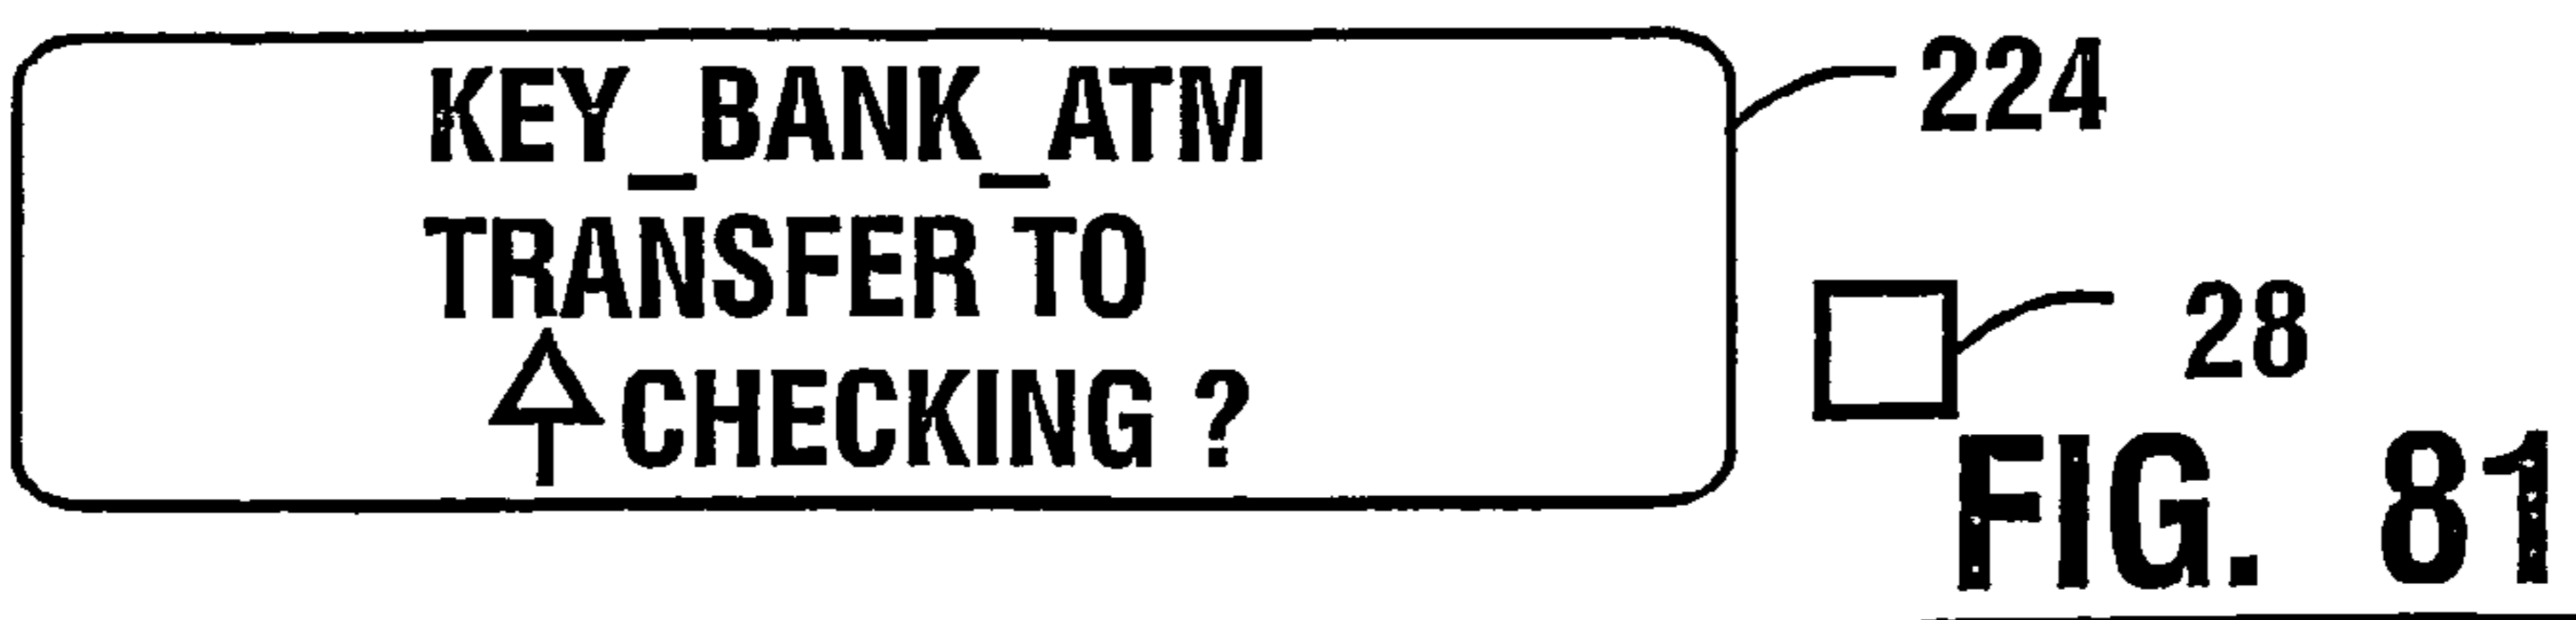 KEY_BANK_ATM
TRANSFER TO
CHECKING ?
224
28
FIG. 81